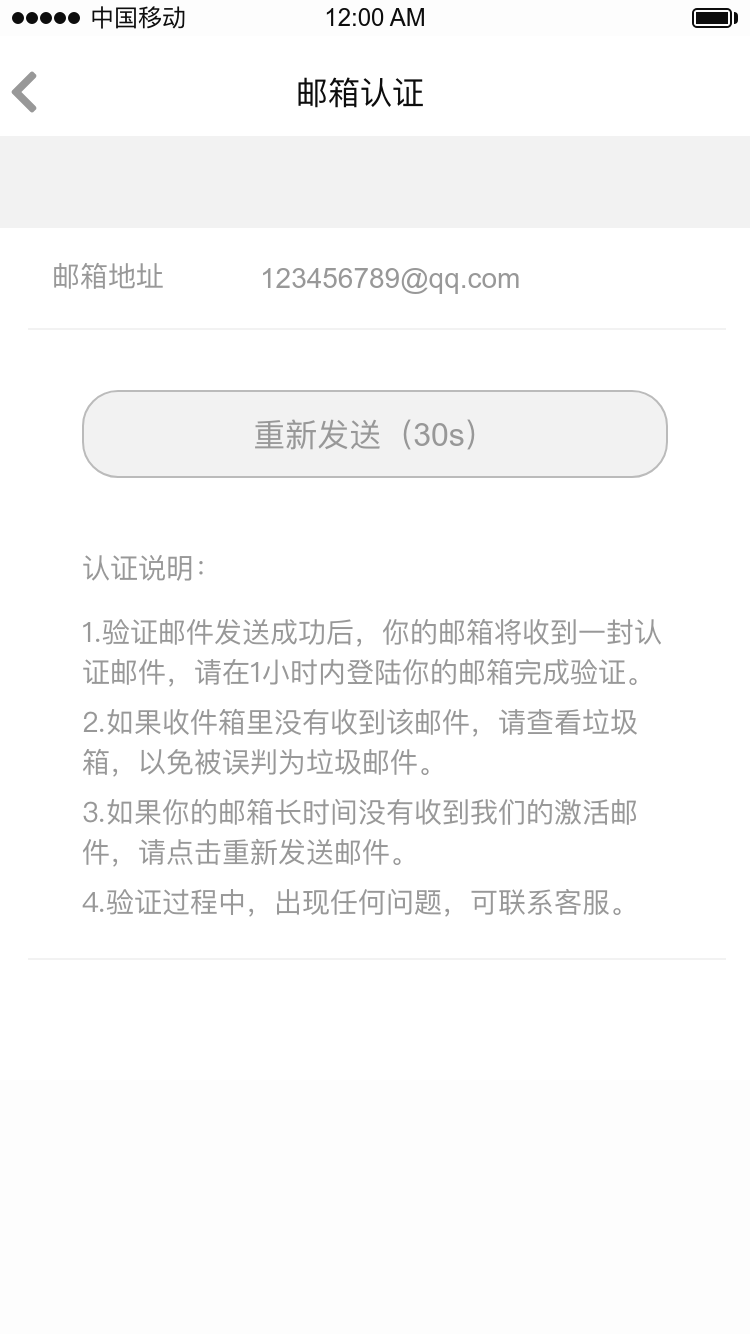 中国移动 12:00 AM
邮箱认证
邮箱地址 123456789@qq.com
重新发送（30s）
认证说明：
1.验证邮件发送成功后，你的邮箱将收到一封认
证邮件，请在1小时内登陆你的邮箱完成验证。
2.如果收件箱里没有收到该邮件，请查看垃圾
箱，以免被误判为垃圾邮件。
3.如果你的邮箱长时间没有收到我们的激活邮
件，请点击重新发送邮件。
4.验证过程中，出现任何问题，可联系客服。